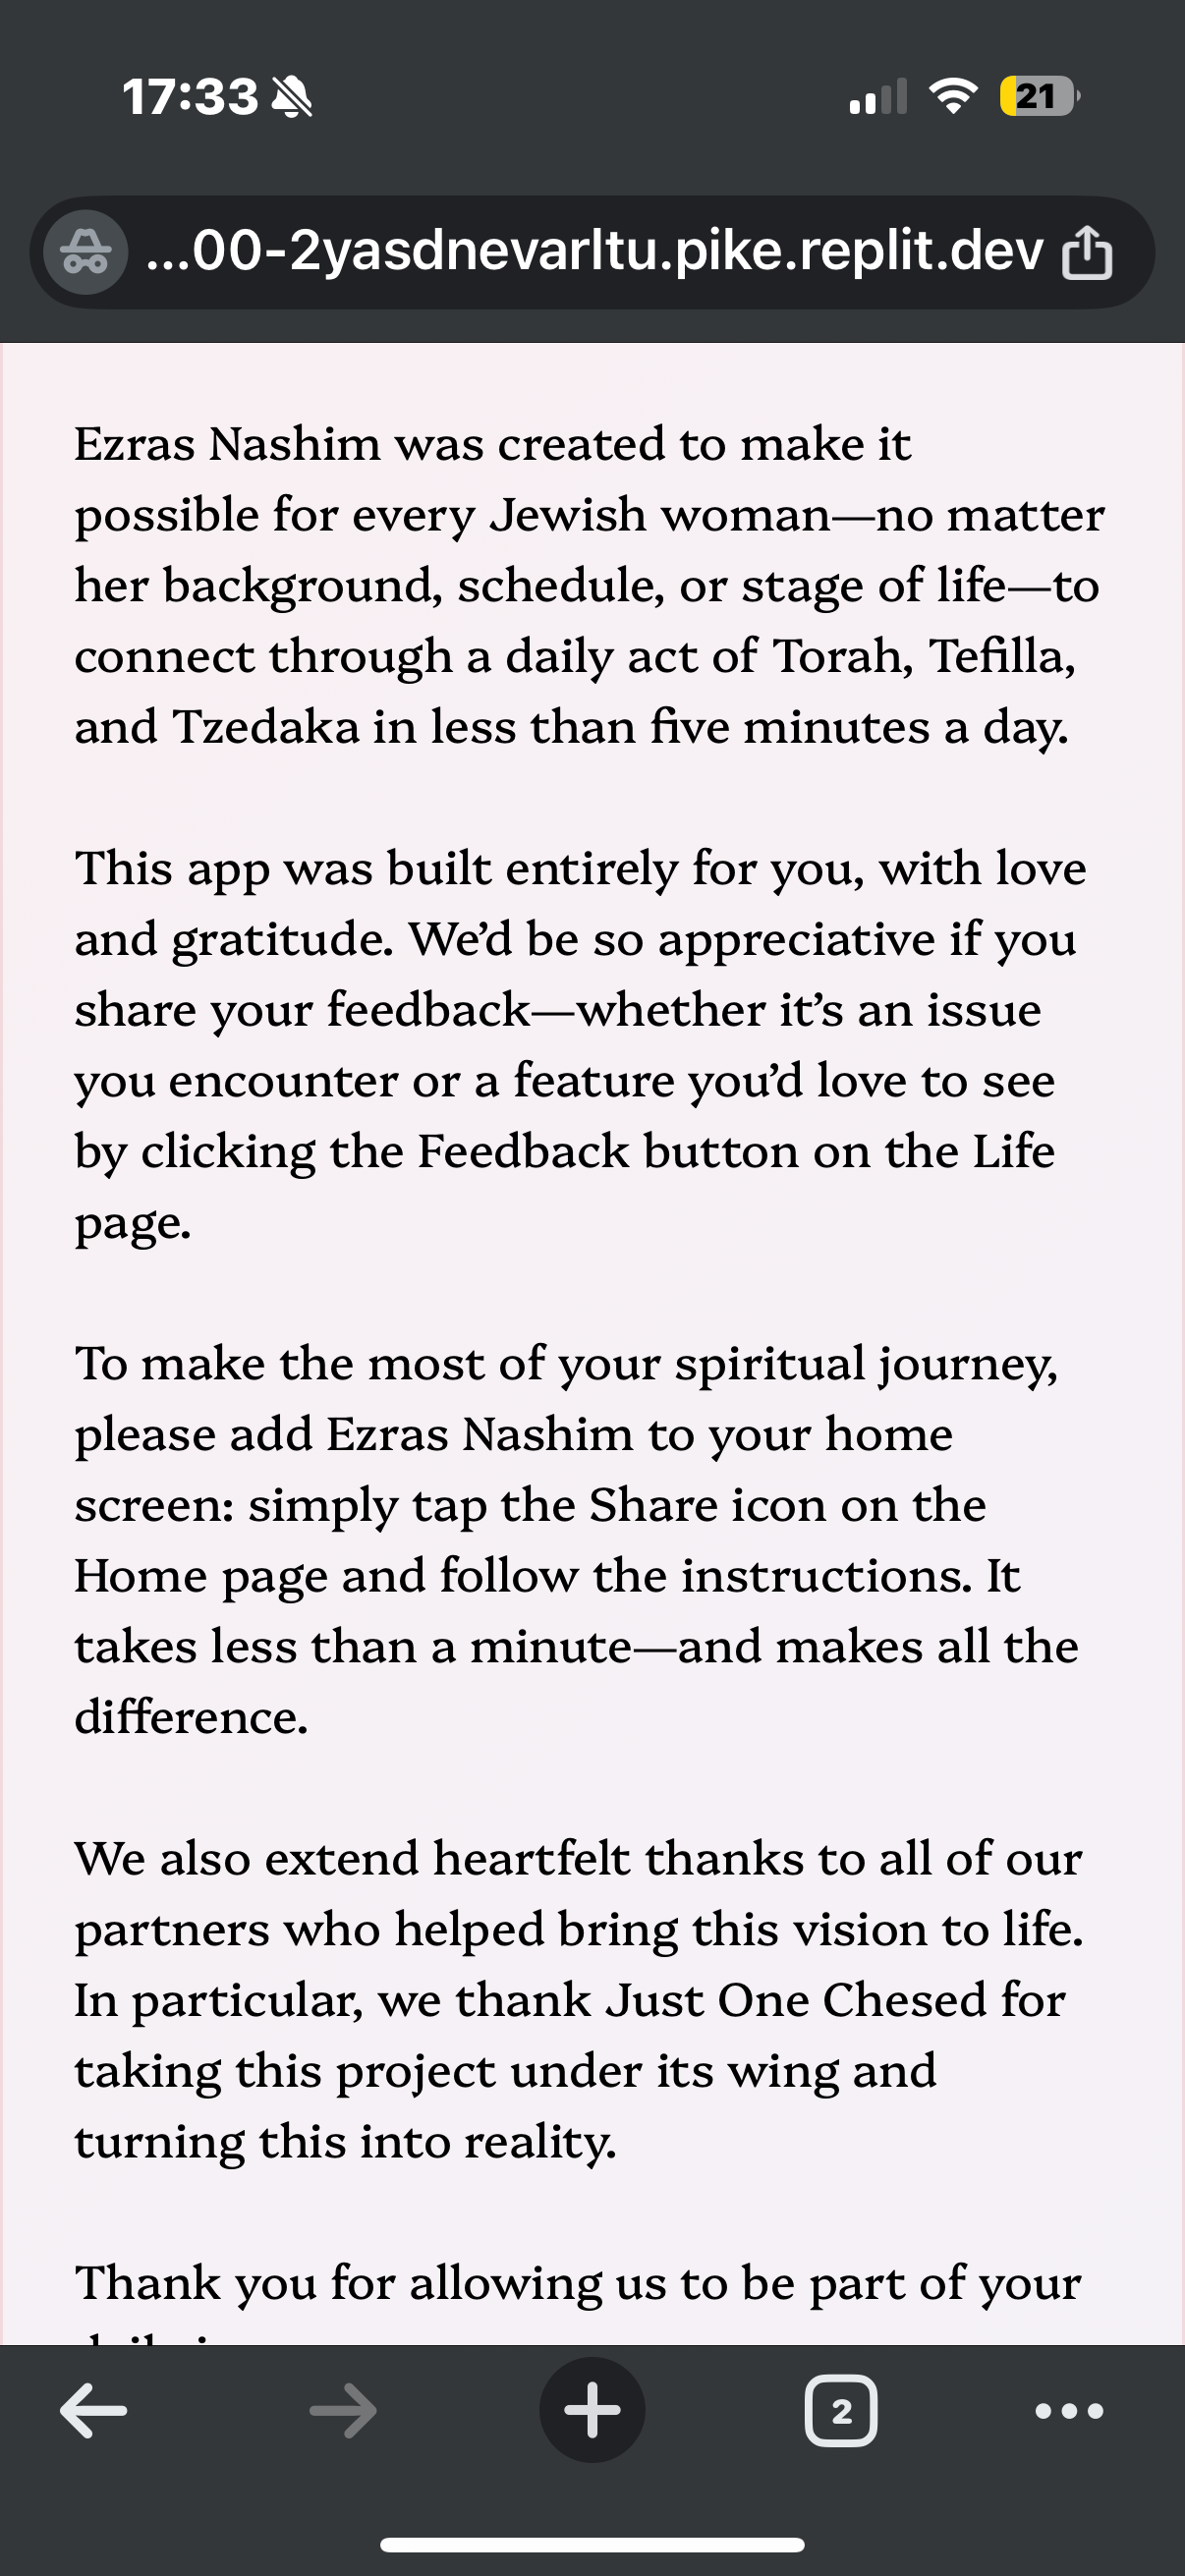 17:33
21
...00-2yasdnevarltu.pike.replit.dev
Ezras Nashim was created to make it
possible for every Jewish woman—no matter
her background, schedule, or stage of life—to
connect through a daily act of Torah, Tefilla,
and Tzedaka in less than five minutes a day.
This app was built entirely for you, with love
and gratitude. We’d be so appreciative if you
share your feedback—whether it’s an issue
you encounter or a feature you’d love to see
by clicking the Feedback button on the Life
page.
To make the most of your spiritual journey,
please add Ezras Nashim to your home
screen: simply tap the Share icon on the
Home page and follow the instructions. It
takes less than a minute—and makes all the
difference.
We also extend heartfelt thanks to all of our
partners who helped bring this vision to life.
In particular, we thank Just One Chesed for
taking this project under its wing and
turning this into reality.
Thank you for allowing us to be part of your
2